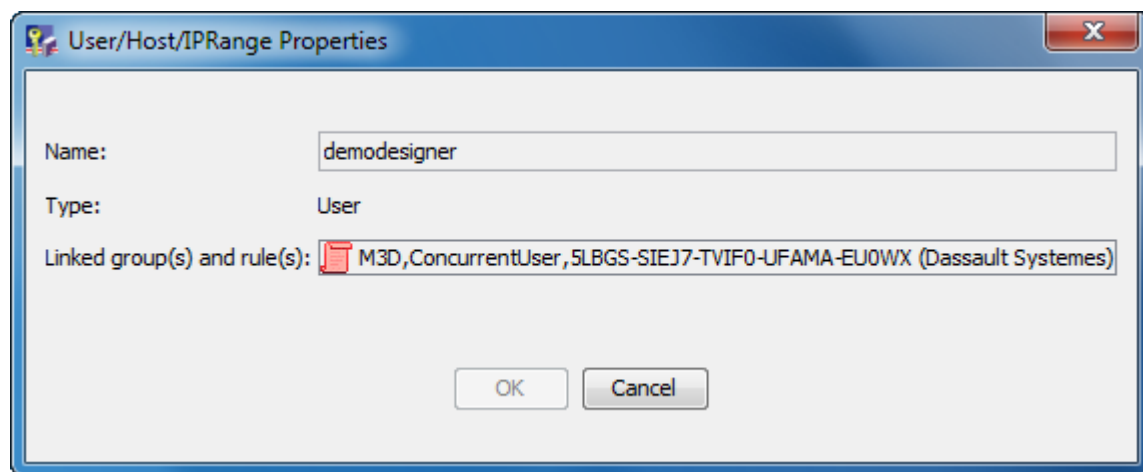 User/Host/IPRange Properties
Name: demodesigner
Type: User
Linked group(s) and rule(s): M3D,ConcurrentUser,5LBGS-SIEJ7-TVIF0-UFAMA-EU0WX (Dassault Systemes)
OK Cancel